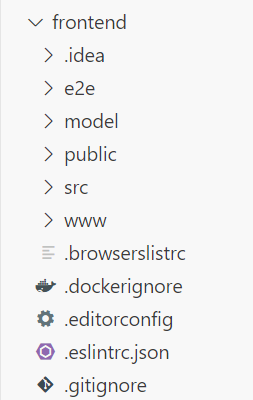 frontend
.idea
e2e
model
public
src
www
.browserslistrc
.dockerignore
.editorconfig
.eslintrc.json
.gitignore